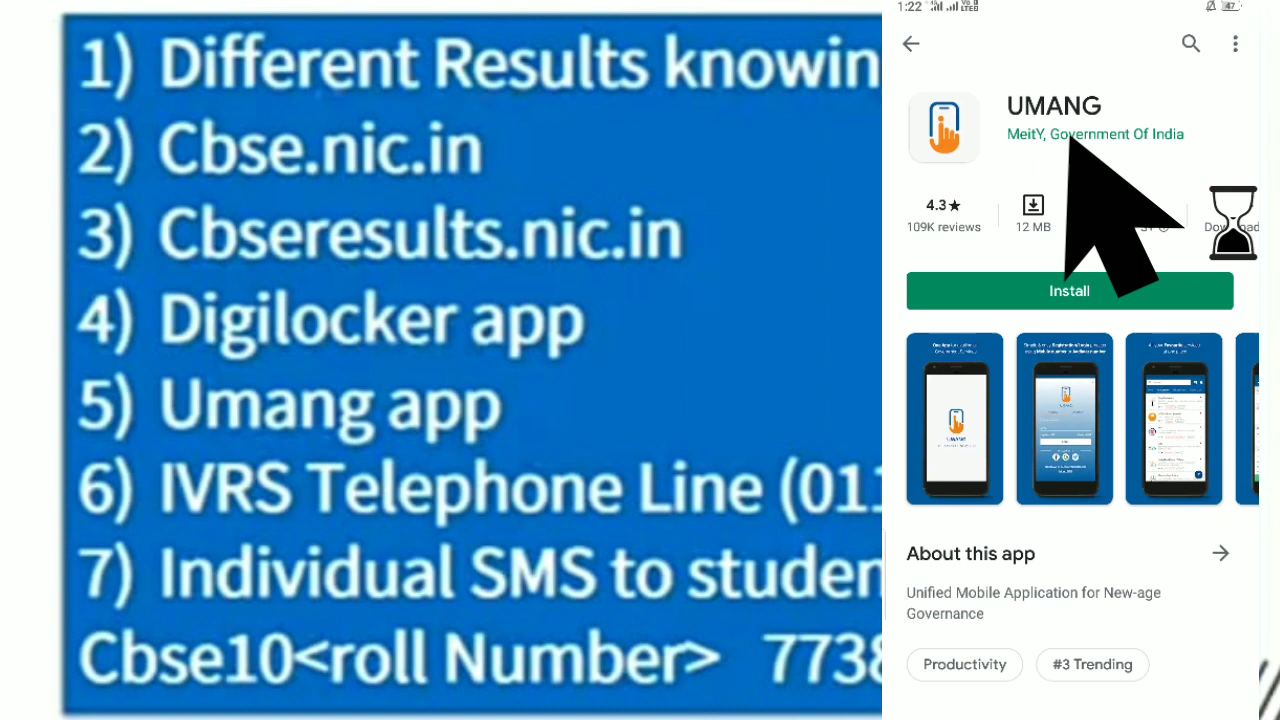 1) Different Results knowin
2) Cbse.nic.in
3) Cbseresults.nic.in
4) Digilocker app
5) Umang app
6) IVRS Telephone Line (011
7) Individual SMS to studen
Cbse10<roll Number> 7738
1:22
47
UMANG
MeitY, Government Of India
4.3★
109K reviews
12 MB
Install
About this app
Unified Mobile Application for New-age
Governance
Productivity
#3 Trending